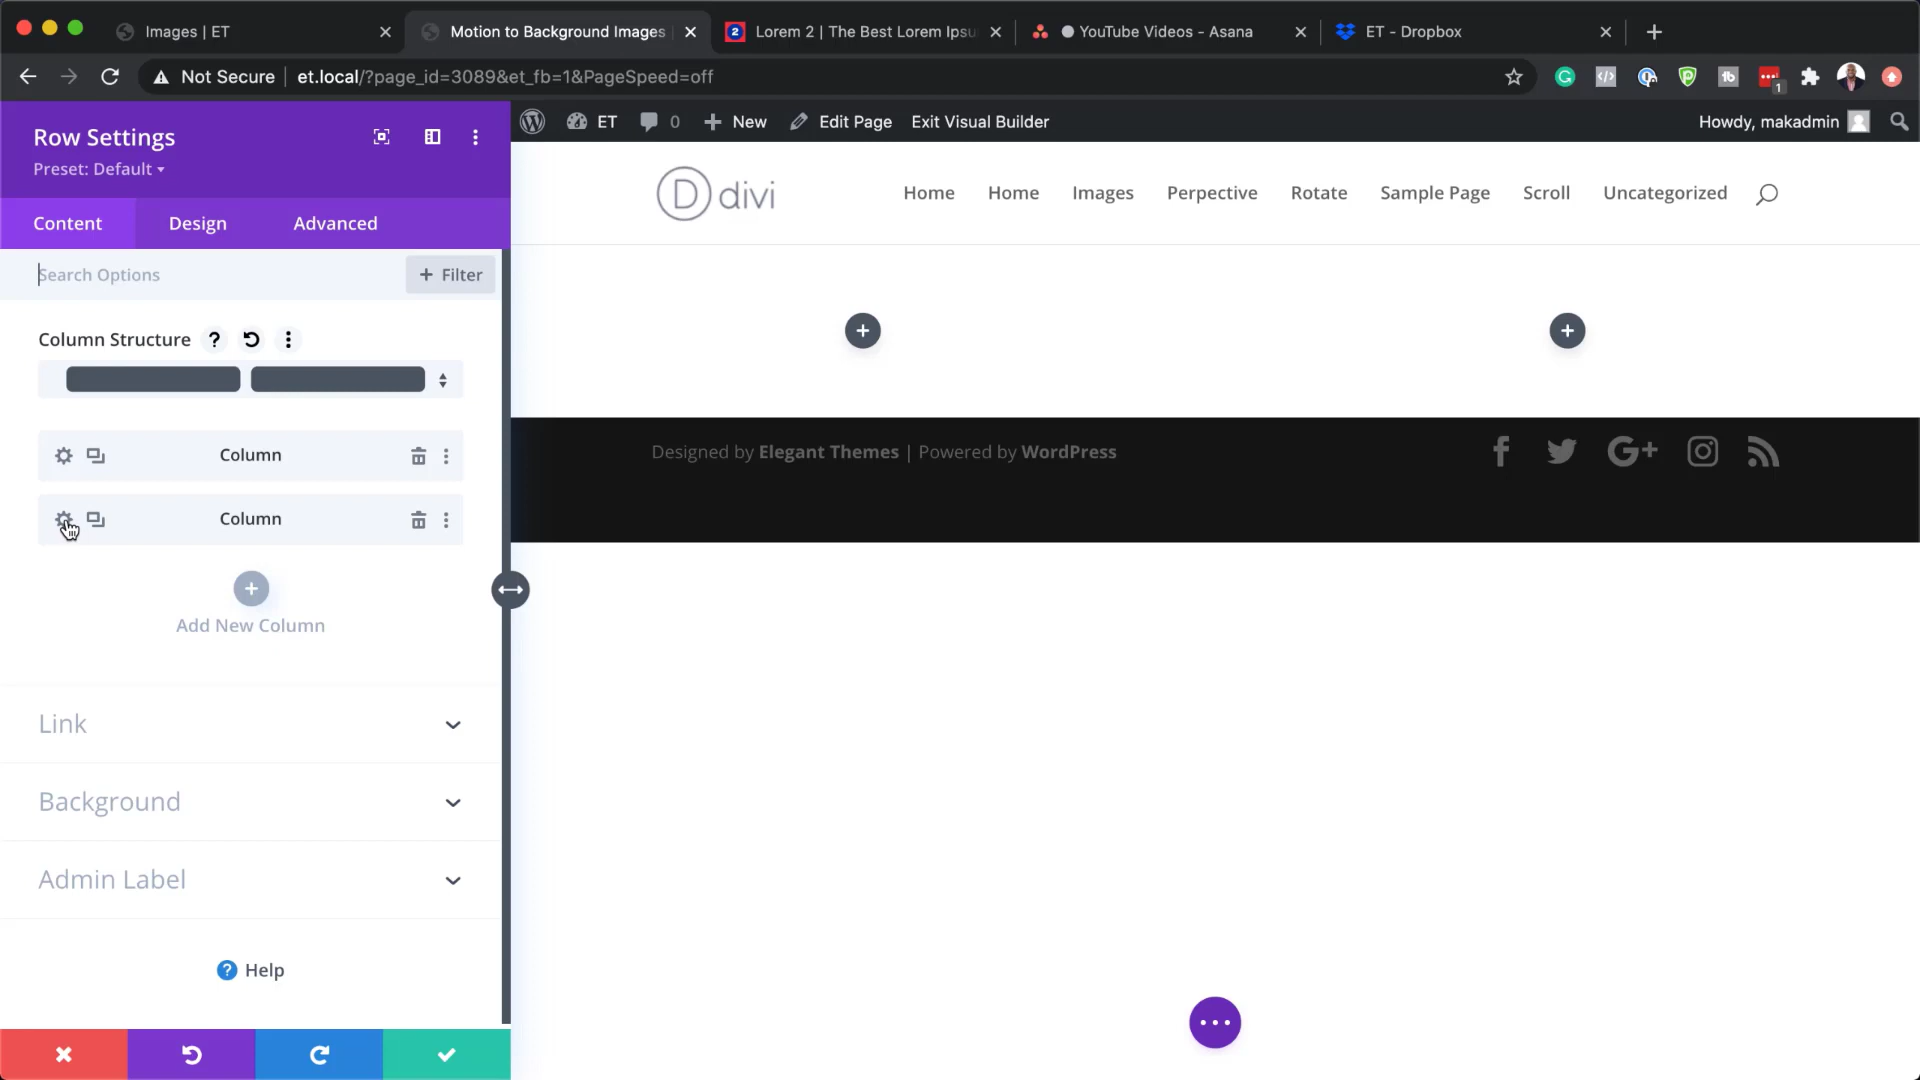 Images | ET
Motion to Background Images
Lorem 2 | The Best Lorem Ipsu
YouTube Videos - Asana
ET - Dropbox
Not Secure
et.local/?page_id=3089&et_fb=1&PageSpeed=off
Row Settings
Preset: Default
ET
0
New
Edit Page
Exit Visual Builder
Howdy, makadmin
Content
Design
Advanced
D divi
Home
Home
Images
Perpective
Rotate
Sample Page
Scroll
Uncategorized
Search Options
+ Filter
Column Structure
Column
Column
Add New Column
Designed by Elegant Themes | Powered by WordPress
Link
Background
Admin Label
Help